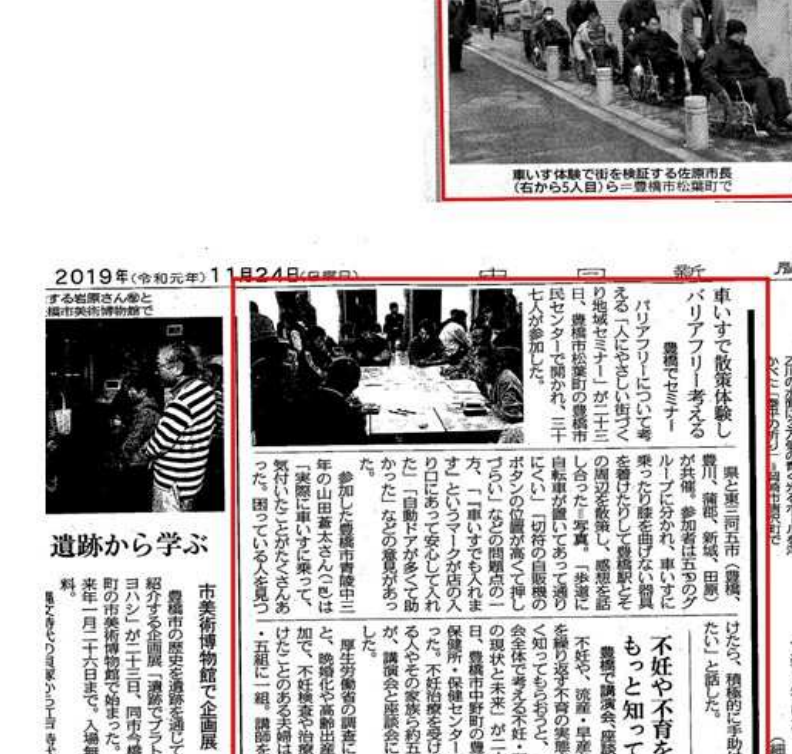 車いす体験で街を検証する佐原市長
(右から5人目)ら=豊橋市松葉町で
2019年(令和元年)11月24日(日曜日)
車いすで散策体験し
バリアフリー考える
豊橋でセミナー
バリアフリーについて考
える「人にやさしい街づく
り地域セミナー」が二十三
日、豊橋市松葉町の豊橋市
民センターで開かれ、三十
七人が参加した。
県と東三河五市(豊橋、
豊川、蒲郡、新城、田原)
が共催。参加者は五つのグ
ループに分かれ、車いすに
乗ったり膝を曲げない器具
を着けたりして豊橋駅とそ
の周辺を散策し、感想を話
し合った=写真。「歩道に
自転車が置いてあって通り
にくい」「切符の自販機の
ボタンの位置が高くて押し
づらい」などの問題点の一
方、「『車いすでも入れま
す』というマークが店の入
り口にあって安心して入れ
た」「自動ドアが多くて助
かった」などの意見があっ
た。
参加した豊橋市青陵中三
年の山田蒼太さん
は
「実際に車いすに乗って、
気付いたことがたくさんあ
った。困っている人を見つ
けたら、積極的に手助
たい」と話した。
不妊や不育を
もっと知って
豊橋で講演会、座談
不妊や、流産・早産
を繰り返す不育の実態
く知ってもらおうと、
会全体で考える不妊・
の現状と未来」が二
日、豊橋市中野町の豊
保健所・保健センター
った。不妊治療を受け
る人やその家族ら約五
が、講演会と座談会に
した。
厚生労働省の調査に
と、晩婚化や高齢出産
加で、不妊検査や治療
けたことのある夫婦は
・五組に一組。講師を
する岩原さん
と
橋市美術博物館で
遺跡から学ぶ
市美術博物館で企画展
豊橋市の歴史を遺跡を通じて
紹介する企画展「遺跡でブラト
ヨハシ」が二十三日、同市今橋
町の市美術博物館で始まった。
来年一月二十六日まで。入場無
料。